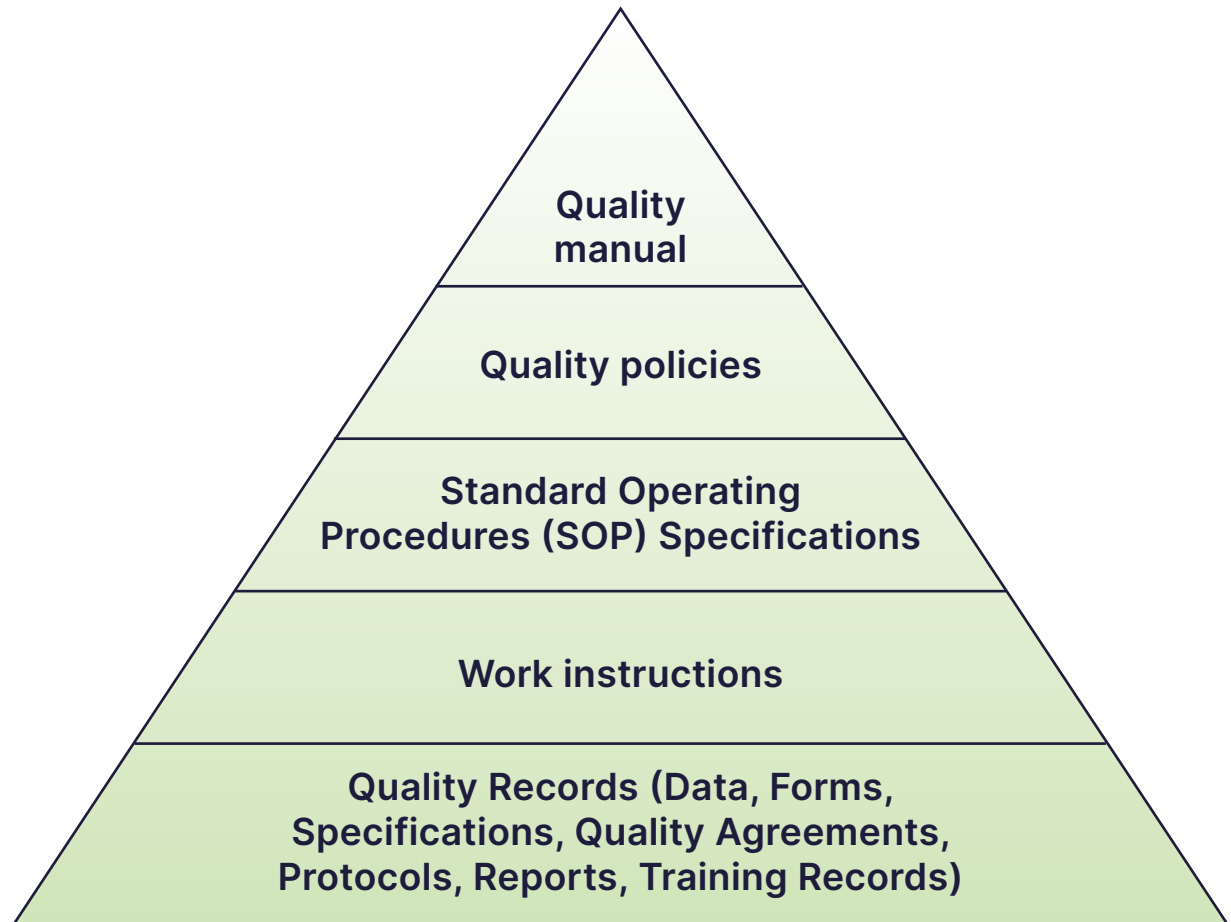 Quality
manual
Quality policies
Standard Operating
Procedures (SOP) Specifications
Work instructions
Quality Records (Data, Forms,
Specifications, Quality Agreements,
Protocols, Reports, Training Records)